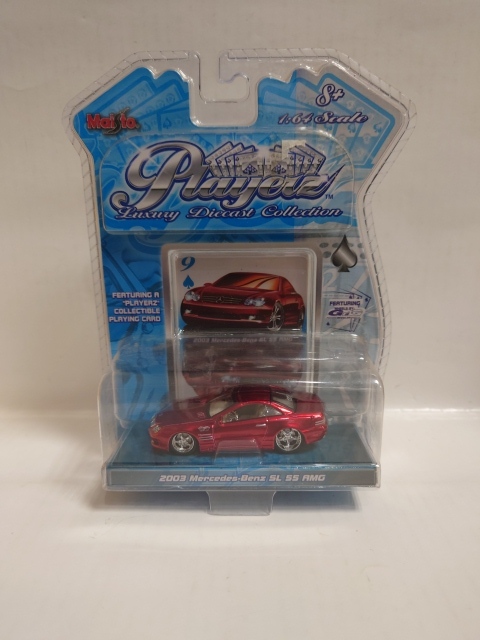 Maisto
8+
1:64 Scale
Playerz™
Luxury Diecast Collection
9
FEATURING A
"PLAYERZ"
COLLECTIBLE
PLAYING CARD
FEATURING
2003 Mercedes-Benz SL 55 AMG